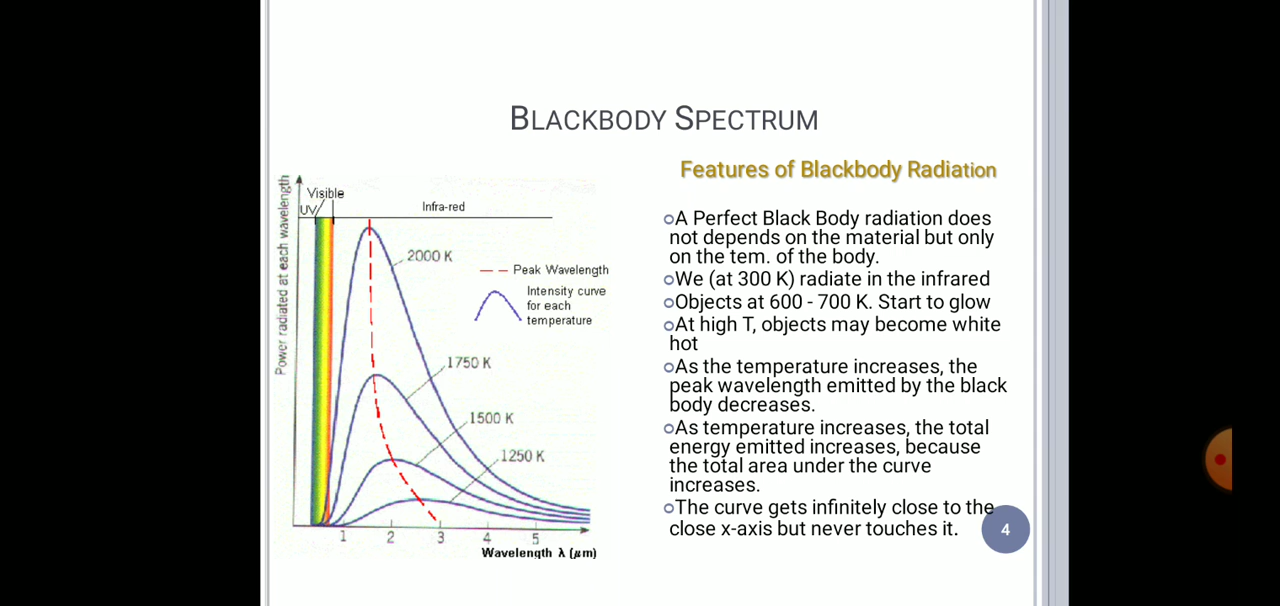 BLACKBODY SPECTRUM
Power radiated at each wavelength
Visible
UV
Infra-red
2000 K
Peak Wavelength
Intensity curve
for each
temperature
1750 K
1500 K
1250 K
1 2 3 4 5
Wavelength λ (μm)
Features of Blackbody Radiation
A Perfect Black Body radiation does
not depends on the material but only
on the tem. of the body.
We (at 300 K) radiate in the infrared
Objects at 600 - 700 K. Start to glow
At high T, objects may become white
hot
As the temperature increases, the
peak wavelength emitted by the black
body decreases.
As temperature increases, the total
energy emitted increases, because
the total area under the curve
increases.
The curve gets infinitely close to the
close x-axis but never touches it.
4